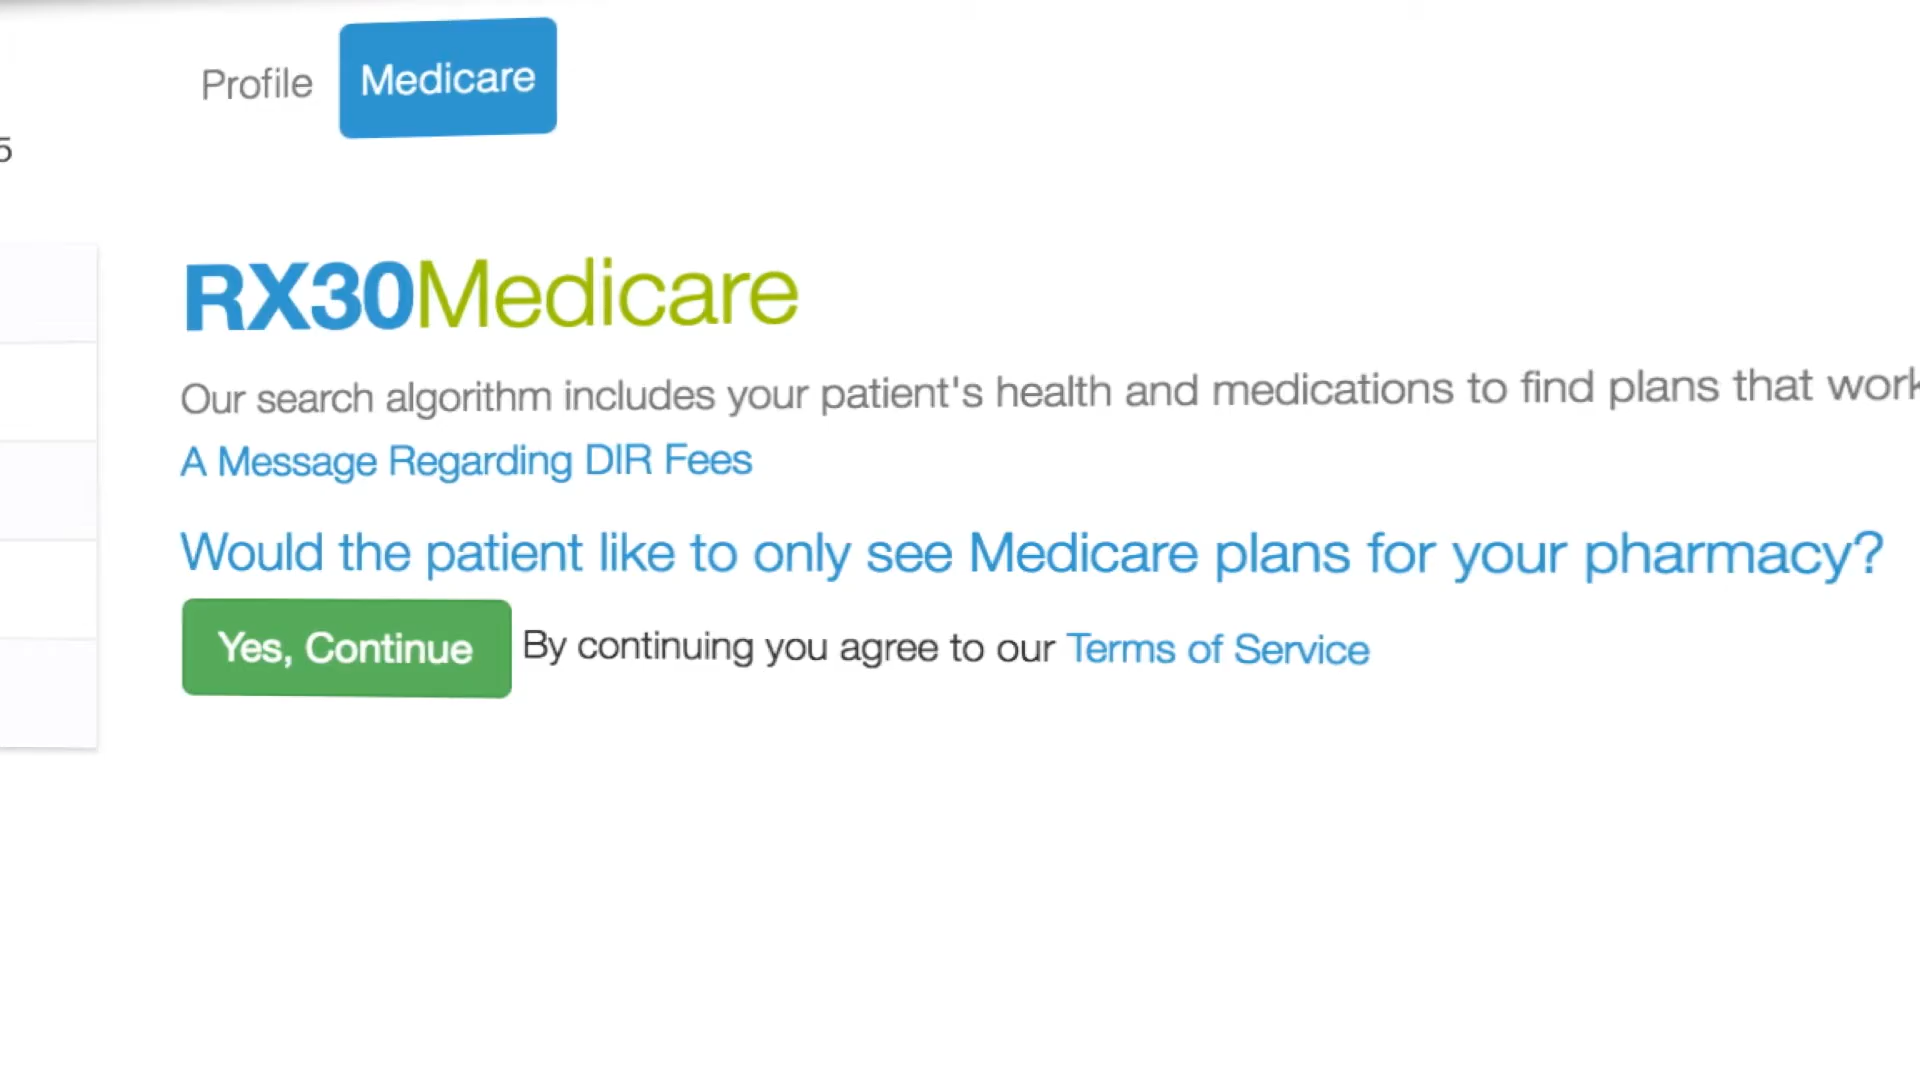 Profile Medicare
5
RX30Medicare
Our search algorithm includes your patient's health and medications to find plans that work
A Message Regarding DIR Fees
Would the patient like to only see Medicare plans for your pharmacy?
Yes, Continue By continuing you agree to our Terms of Service